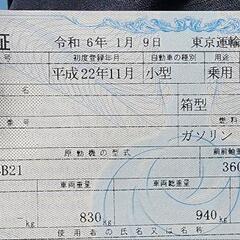 証 令和 6年 1月 9日 東京運輸
号 初度登録年月 自動車の種別 用
平成22年11月 小型 乗用
箱型
燃料
ガソリン
原動機の型式 前前軸重
B21 360
車両重量 車両総重量
kg 830kg 940kg
使用者の氏名又は名称